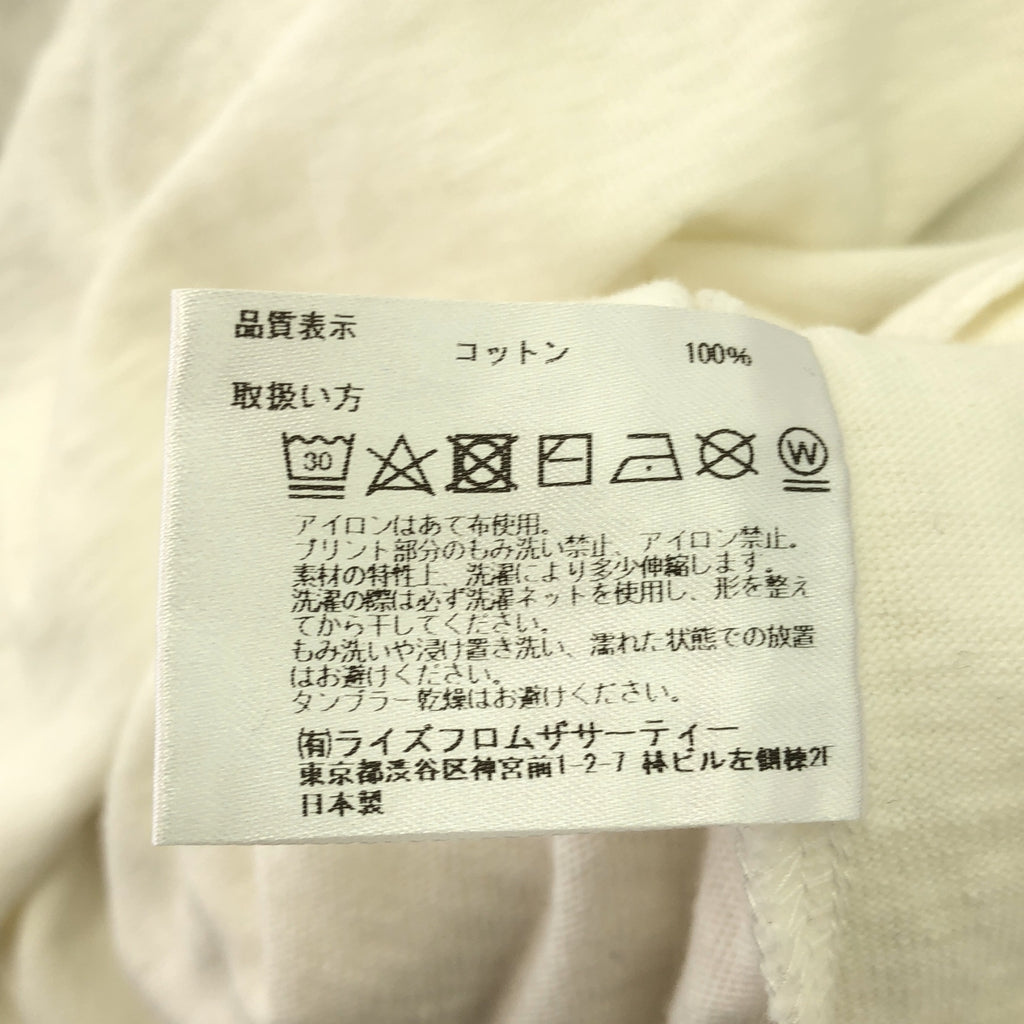 品質表示
コットン 100%
取扱い方
30
W
アイロンはあて布使用。
プリント部分のもみ洗い禁止、アイロン禁止。
素材の特性上、洗濯により多少伸縮します。
洗濯の際は必ず洗濯ネットを使用し、形を整え
てから干してください。
もみ洗いや浸け置き洗い、濡れた状態での放置
はお避けください。
タンブラー乾燥はお避けください。
㈲ライズフロムザサーティー
東京都渋谷区神宮前1-2-7 林ビル左側棟2F
日本製